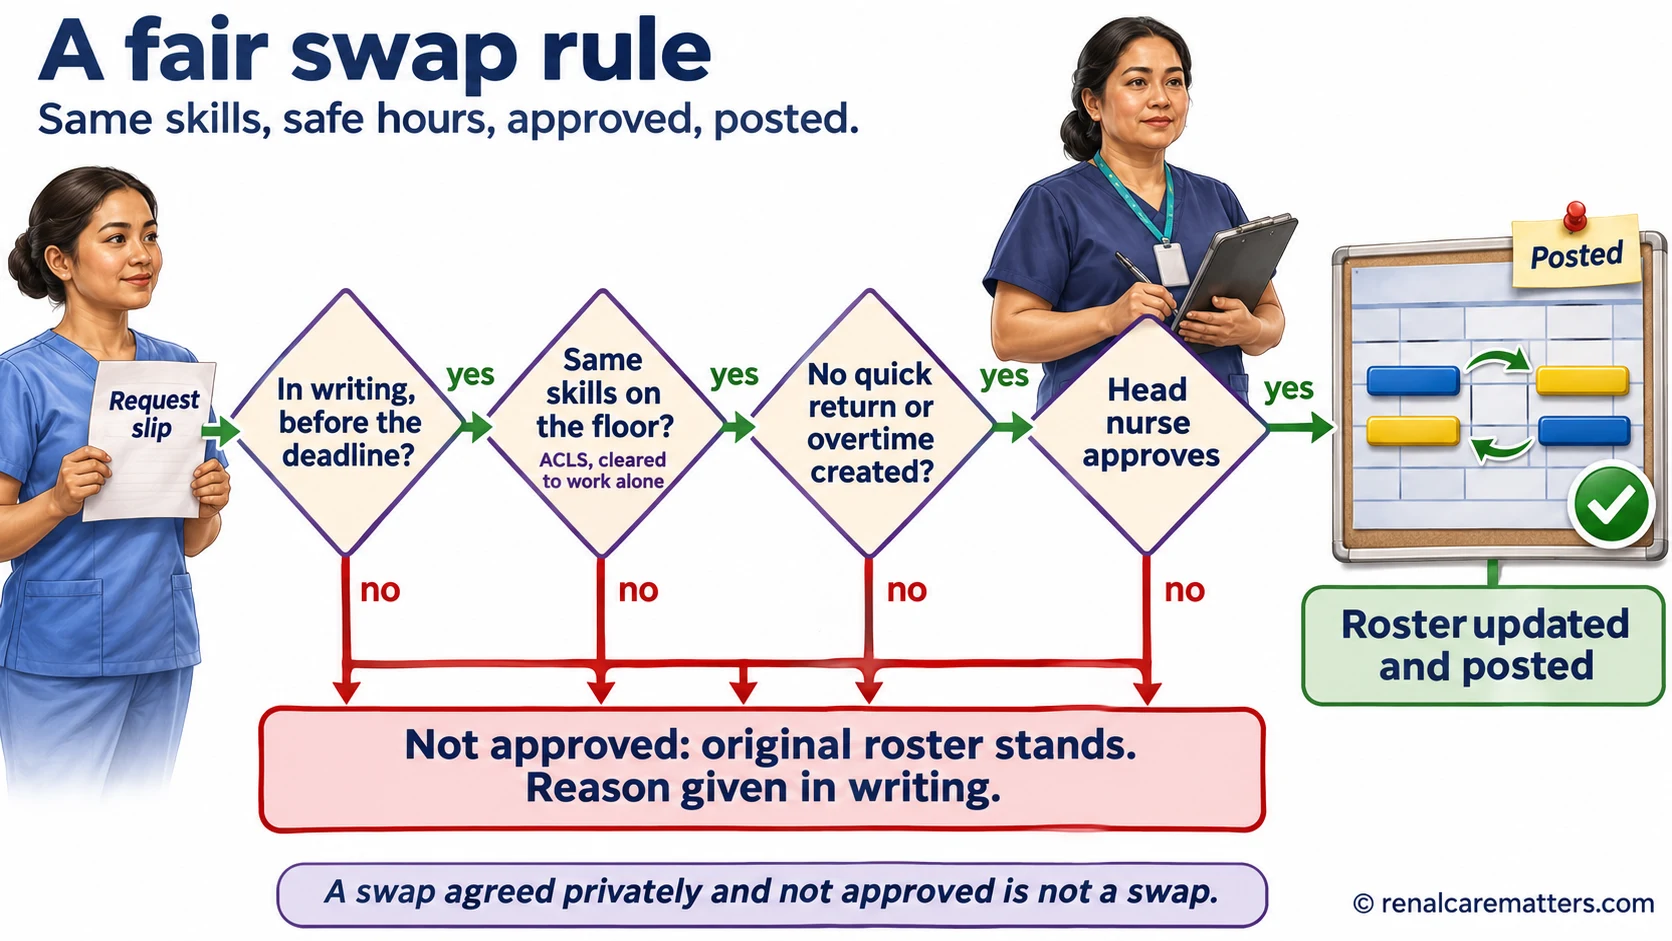 A fair swap rule
Same skills, safe hours, approved, posted.
Request
slip
In writing,
before the
deadline?
yes
Same
skills on
the floor?
ACLS, cleared
to work alone
yes
No quick
return or
overtime
created?
yes
Head
nurse
approves
yes
Posted
no
no
no
no
Roster updated
and posted
Not approved: original roster stands.
Reason given in writing.
A swap agreed privately and not approved is not a swap.
© renalcarematters.com